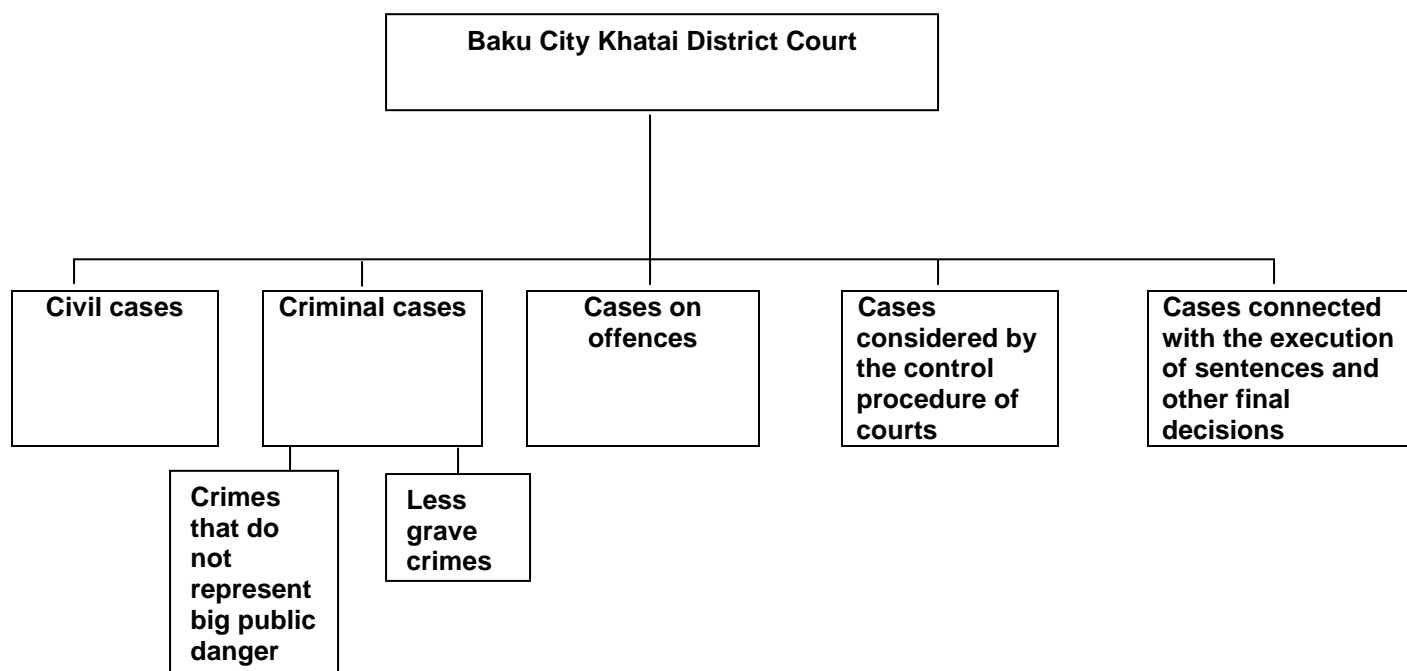 Baku City Khatai District Court
Civil cases
Criminal cases
Cases on
offences
Cases
considered by
the control
procedure of
courts
Cases connected
with the execution
of sentences and
other final
decisions
Crimes
that do
not
represent
big public
danger
Less
grave
crimes